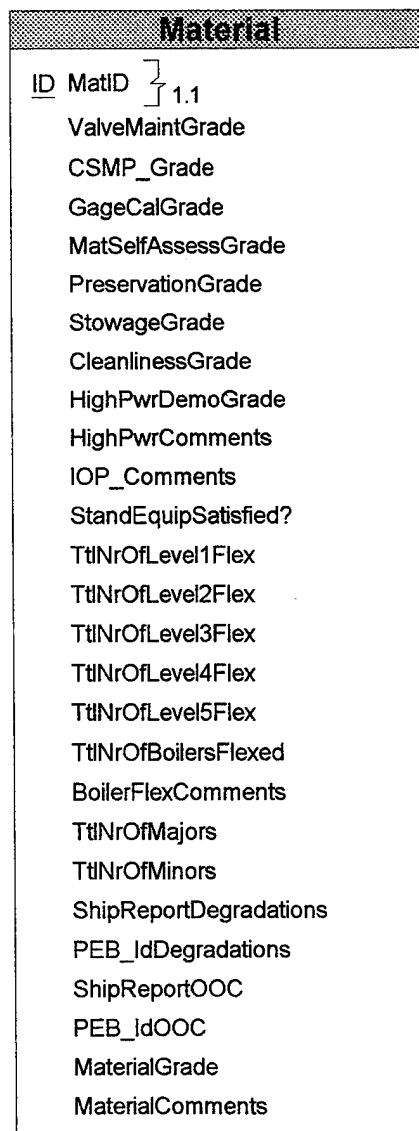 Material
ID MatID 1.1
ValveMaintGrade
CSMP_Grade
GageCalGrade
MatSelfAssessGrade
PreservationGrade
StowageGrade
CleanlinessGrade
HighPwrDemoGrade
HighPwrComments
IOP_Comments
StandEquipSatisfied?
TtlNrOfLevel1Flex
TtlNrOfLevel2Flex
TtlNrOfLevel3Flex
TtlNrOfLevel4Flex
TtlNrOfLevel5Flex
TtlNrOfBoilersFlexed
BoilerFlexComments
TtlNrOfMajors
TtlNrOfMinors
ShipReportDegradations
PEB_IdDegradations
ShipReportOOC
PEB_IdOOC
MaterialGrade
MaterialComments